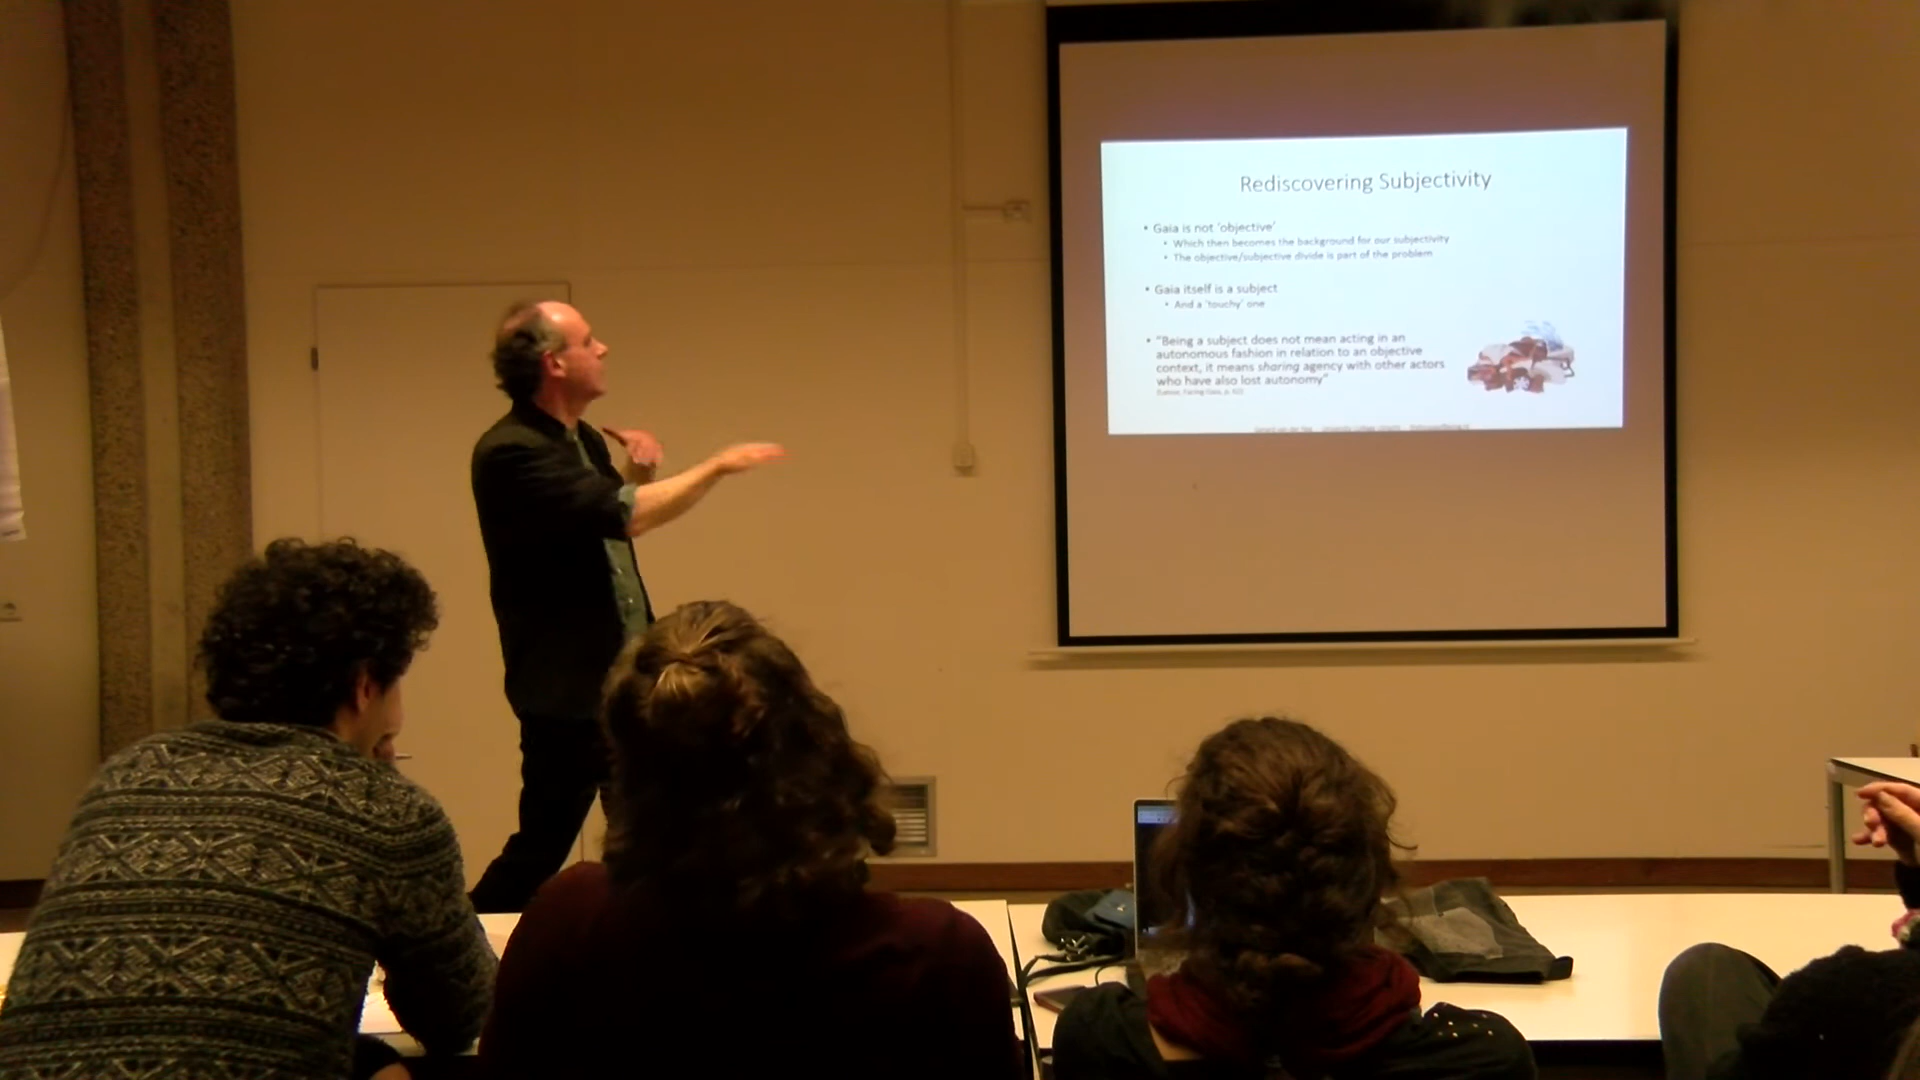 Rediscovering Subjectivity
• Gaia is not 'objective'
• Which then becomes the background for our subjectivity
• The objective/subjective divide is part of the problem
• Gaia itself is a subject
• And a 'touchy' one
• "Being a subject does not mean acting in an
autonomous fashion in relation to an objective
context, it means sharing agency with other actors
who have also lost autonomy"
(Latour, Facing Gaia, p.